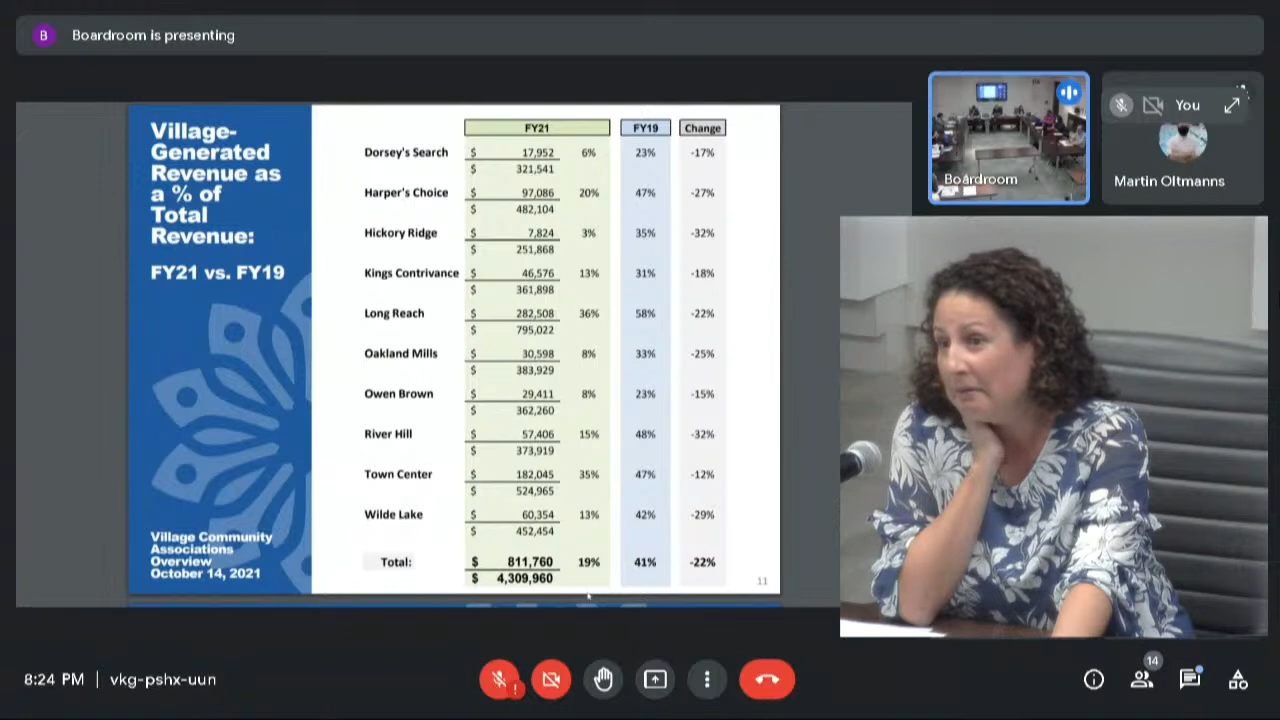 B Boardroom is presenting
Village-
Generated
Revenue as
a % of
Total
Revenue:
FY21 vs. FY19
Village Community
Associations
Overview
October 14, 2021
FY21 FY19 Change
Dorsey's Search $ 17,952 6% 23% -17%
$ 321,541
Harper's Choice $ 97,086 20% 47% -27%
$ 482,104
Hickory Ridge $ 7,824 3% 35% -32%
$ 251,868
Kings Contrivance $ 46,576 13% 31% -18%
$ 361,898
Long Reach $ 282,508 36% 58% -22%
$ 795,022
Oakland Mills $ 30,598 8% 33% -25%
$ 383,929
Owen Brown $ 29,411 8% 23% -15%
$ 362,260
River Hill $ 57,406 15% 48% -32%
$ 373,919
Town Center $ 182,045 35% 47% -12%
$ 524,965
Wilde Lake $ 60,354 13% 42% -29%
$ 452,454
Total: $ 811,760 19% 41% -22%
$ 4,309,960
11
Boardroom
You
Martin Oltmanns
8:24 PM | vkg-pshx-uun
!
14